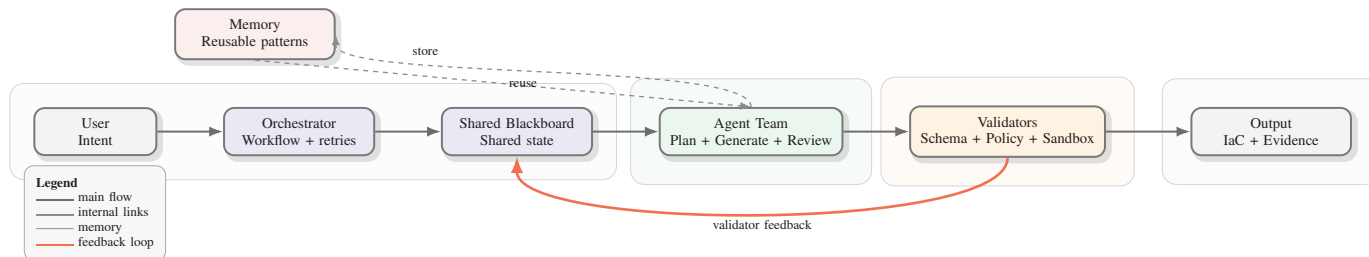 Memory
Reusable patterns
store
reuse
User
Intent
Orchestrator
Workflow + retries
Shared Blackboard
Shared state
Agent Team
Plan + Generate + Review
Validators
Schema + Policy + Sandbox
Output
IaC + Evidence
validator feedback
Legend
main flow
internal links
memory
feedback loop